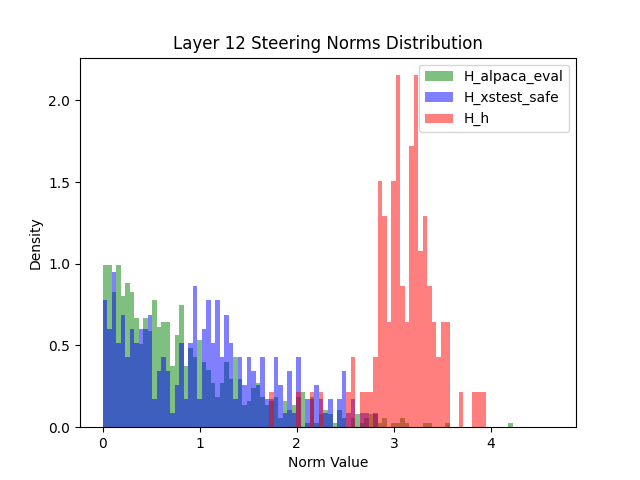 Layer 12 Steering Norms Distribution
H_alpaca_eval
H_xstest_safe
H_h
Density
2.0
1.5
1.0
0.5
0.0
0
1
2
3
4
Norm Value